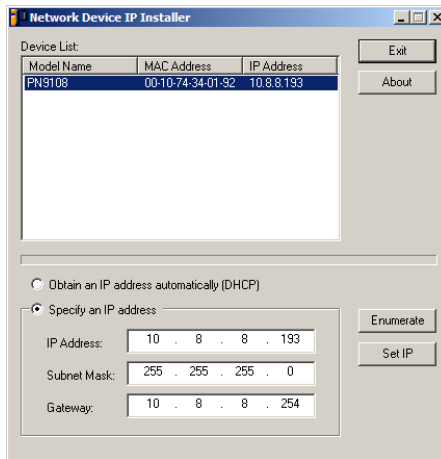 Network Device IP Installer
Device List:
Exit
Model Name MAC Address IP Address
PN9108 00-10-74-34-01-92 10.8.8.193
About
Obtain an IP address automatically (DHCP)
Specify an IP address
Enumerate
IP Address: 10 . 8 . 8 . 193
Set IP
Subnet Mask: 255 . 255 . 255 . 0
Gateway: 10 . 8 . 8 . 254